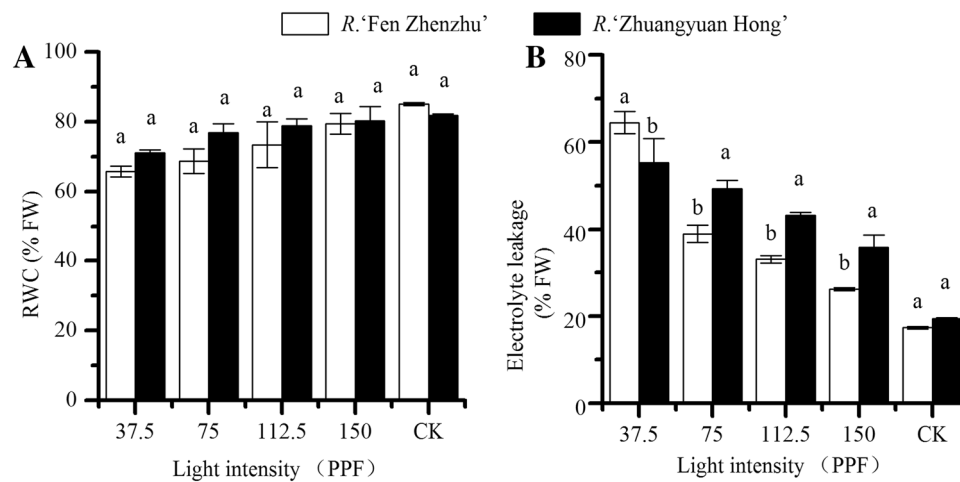 R.‘Fen Zhenzhu’ R.‘Zhuangyuan Hong’
A
100
80
60
40
20
0
RWC (% FW)
a a a a a a a a a a
37.5 75 112.5 150 CK
Light intensity （PPF）
B
80
60
40
20
0
Electrolyte leakage
(% FW)
a b b a b a b a a a
37.5 75 112.5 150 CK
Light intensity （PPF）